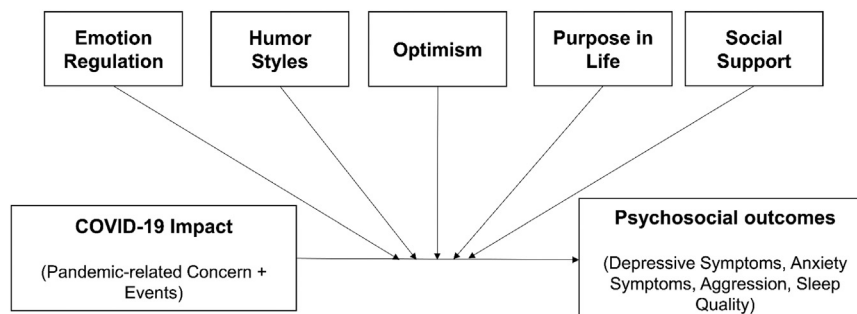 Emotion
Regulation
Humor
Styles
Optimism
Purpose in
Life
Social
Support
COVID-19 Impact
(Pandemic-related Concern +
Events)
Psychosocial outcomes
(Depressive Symptoms, Anxiety
Symptoms, Aggression, Sleep
Quality)